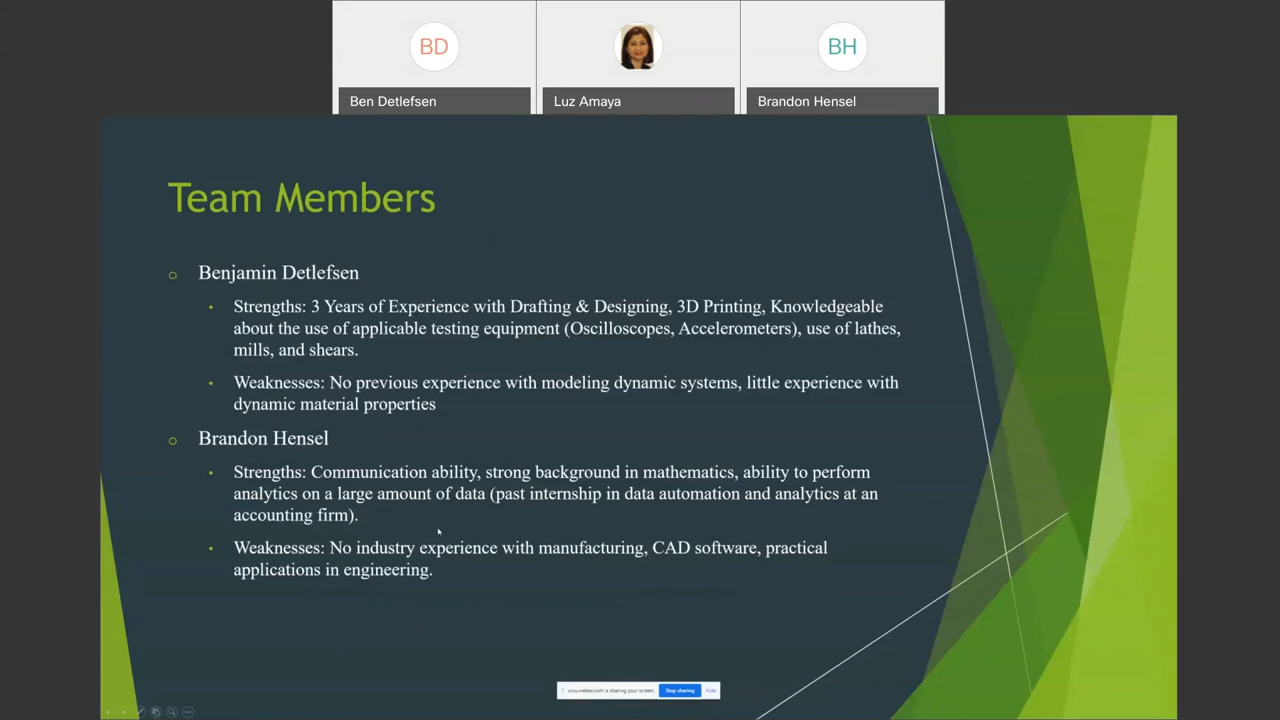 BD
BH
Ben Detlefsen
Luz Amaya
Brandon Hensel
Team Members
Benjamin Detlefsen
Strengths: 3 Years of Experience with Drafting & Designing, 3D Printing, Knowledgeable
about the use of applicable testing equipment (Oscilloscopes, Accelerometers), use of lathes,
mills, and shears.
Weaknesses: No previous experience with modeling dynamic systems, little experience with
dynamic material properties
Brandon Hensel
Strengths: Communication ability, strong background in mathematics, ability to perform
analytics on a large amount of data (past internship in data automation and analytics at an
accounting firm).
Weaknesses: No industry experience with manufacturing, CAD software, practical
applications in engineering.
is sharing your screen.
Stop sharing
Hide